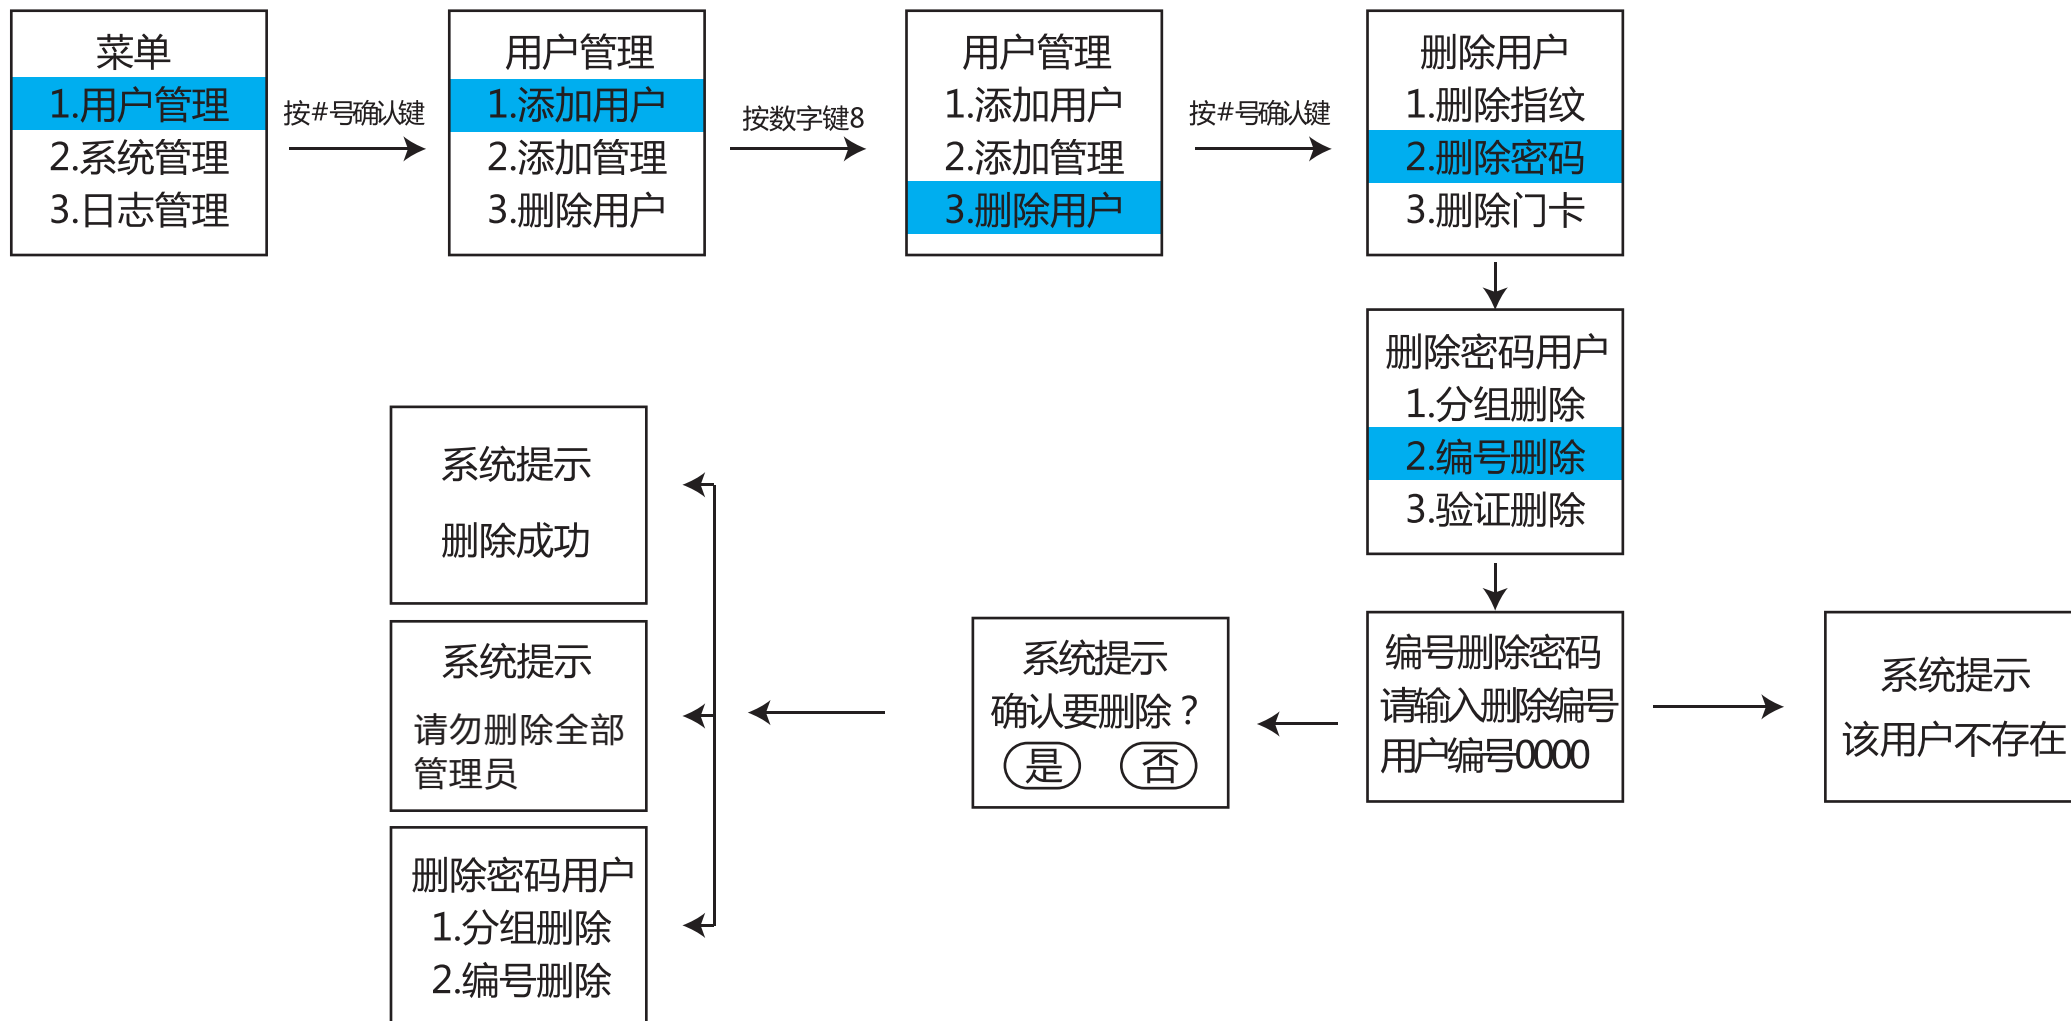 菜单
1.用户管理
2.系统管理
3.日志管理
按#号确认键
用户管理
1.添加用户
2.添加管理
3.删除用户
按数字键8
用户管理
1.添加用户
2.添加管理
3.删除用户
按#号确认键
删除用户
1.删除指纹
2.删除密码
3.删除门卡
删除密码用户
1.分组删除
2.编号删除
3.验证删除
编号删除密码
请输入删除编号
用户编号0000
系统提示
该用户不存在
系统提示
确认要删除？
是 否
系统提示
删除成功
系统提示
请勿删除全部
管理员
删除密码用户
1.分组删除
2.编号删除